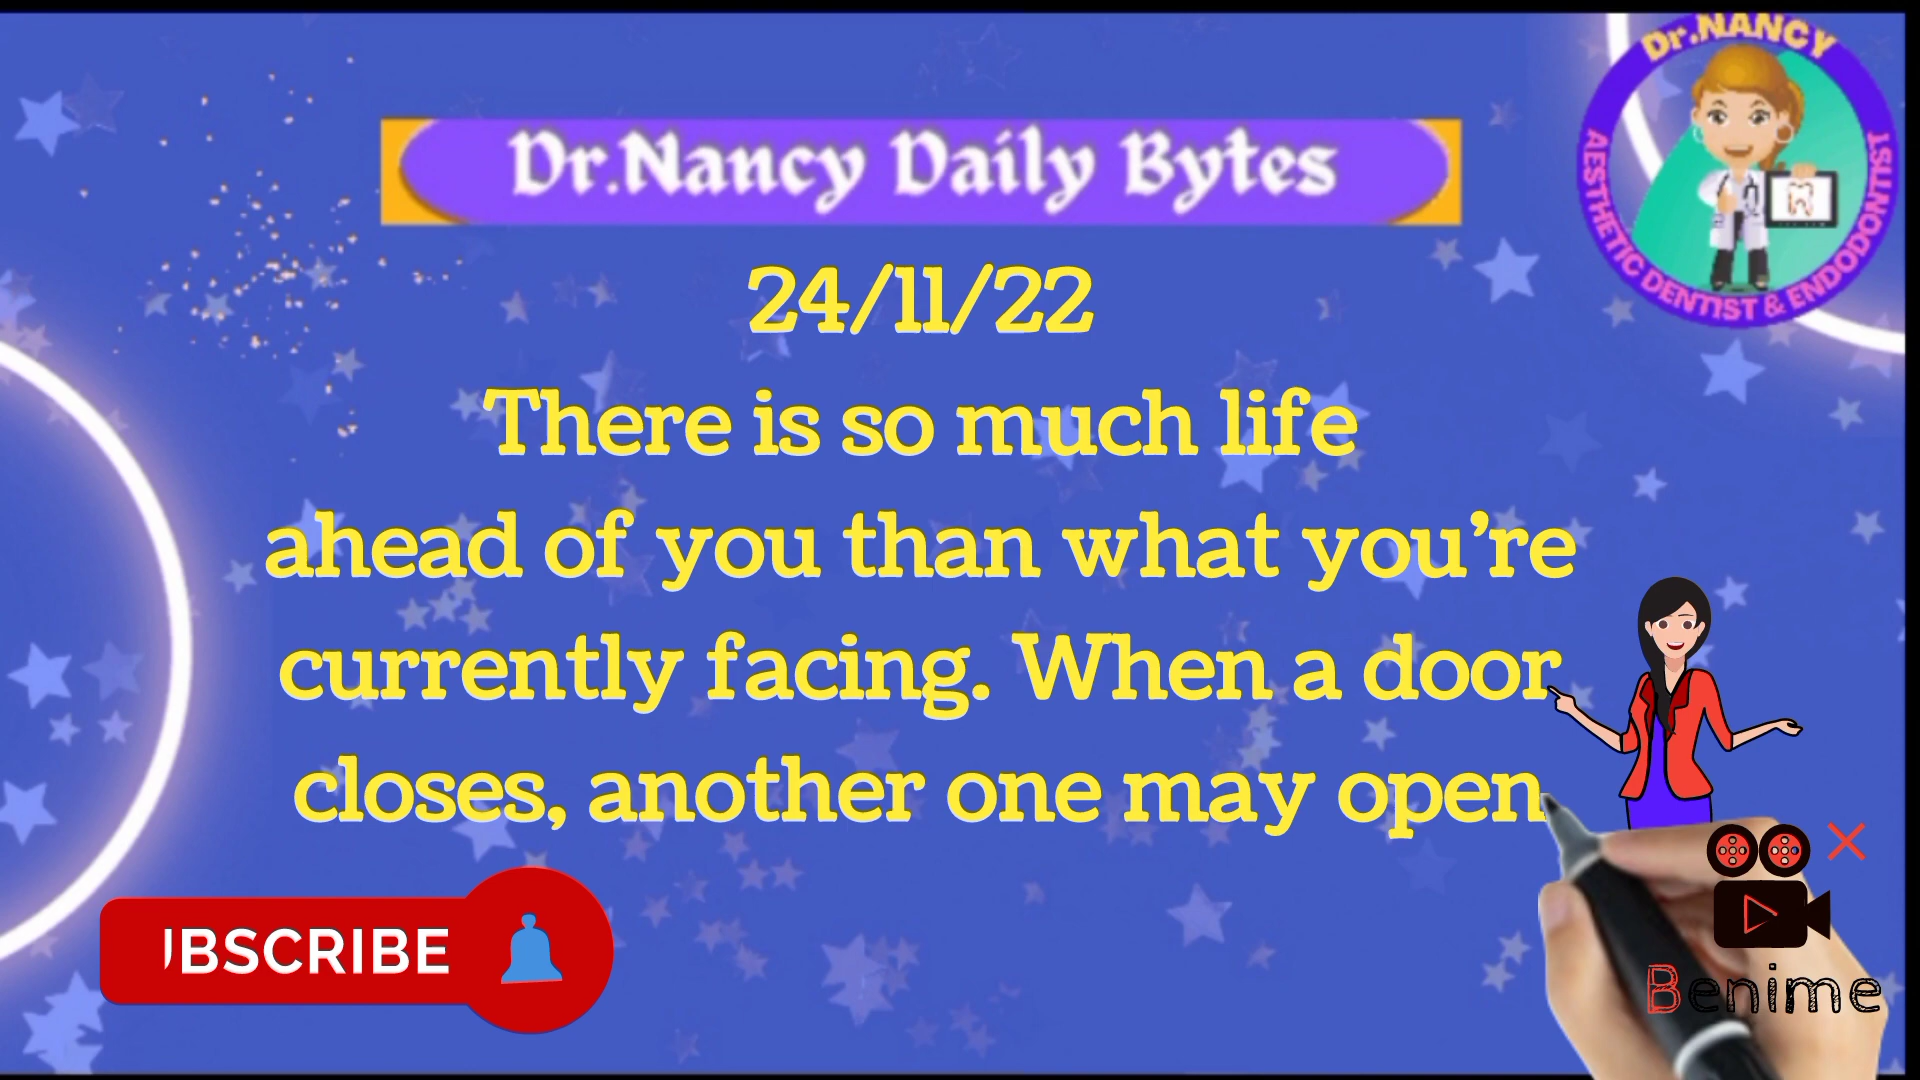 Dr.NANCY
AESTHETIC DENTIST & ENDODONTIST
Dr.Nancy Daily Bytes
24/11/22
There is so much life
ahead of you than what you’re
currently facing. When a door
closes, another one may open
UBSCRIBE
Benime